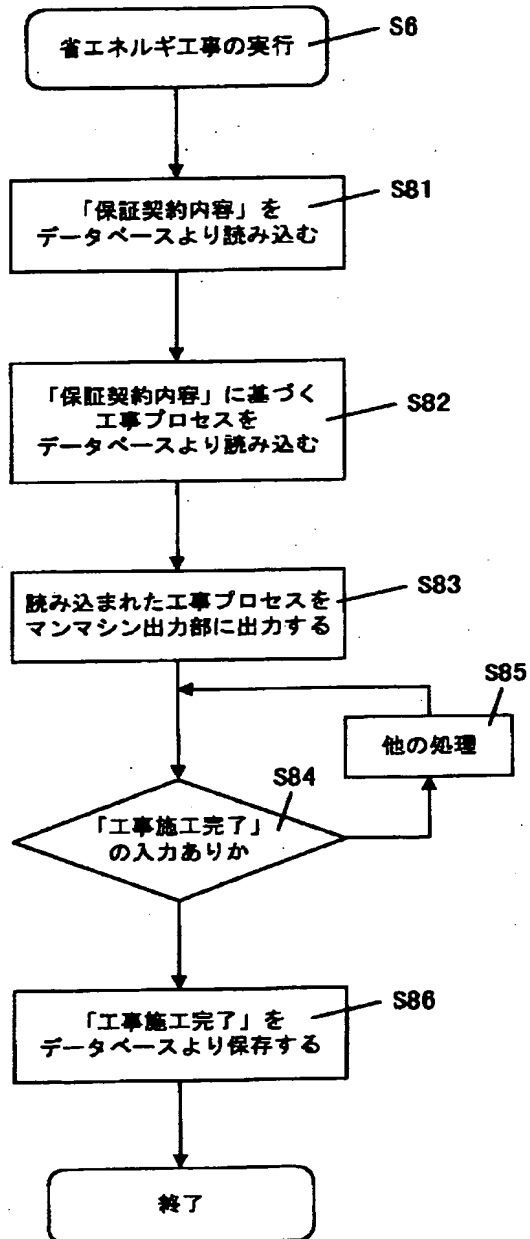 省エネルギ工事の実行
S6
「保証契約内容」を
データベースより読み込む
S81
「保証契約内容」に基づく
工事プロセスを
データベースより読み込む
S82
読み込まれた工事プロセスを
マンマシン出力部に出力する
S83
S85
他の処理
S84
「工事施工完了」
の入力ありか
「工事施工完了」を
データベースより保存する
S86
終了